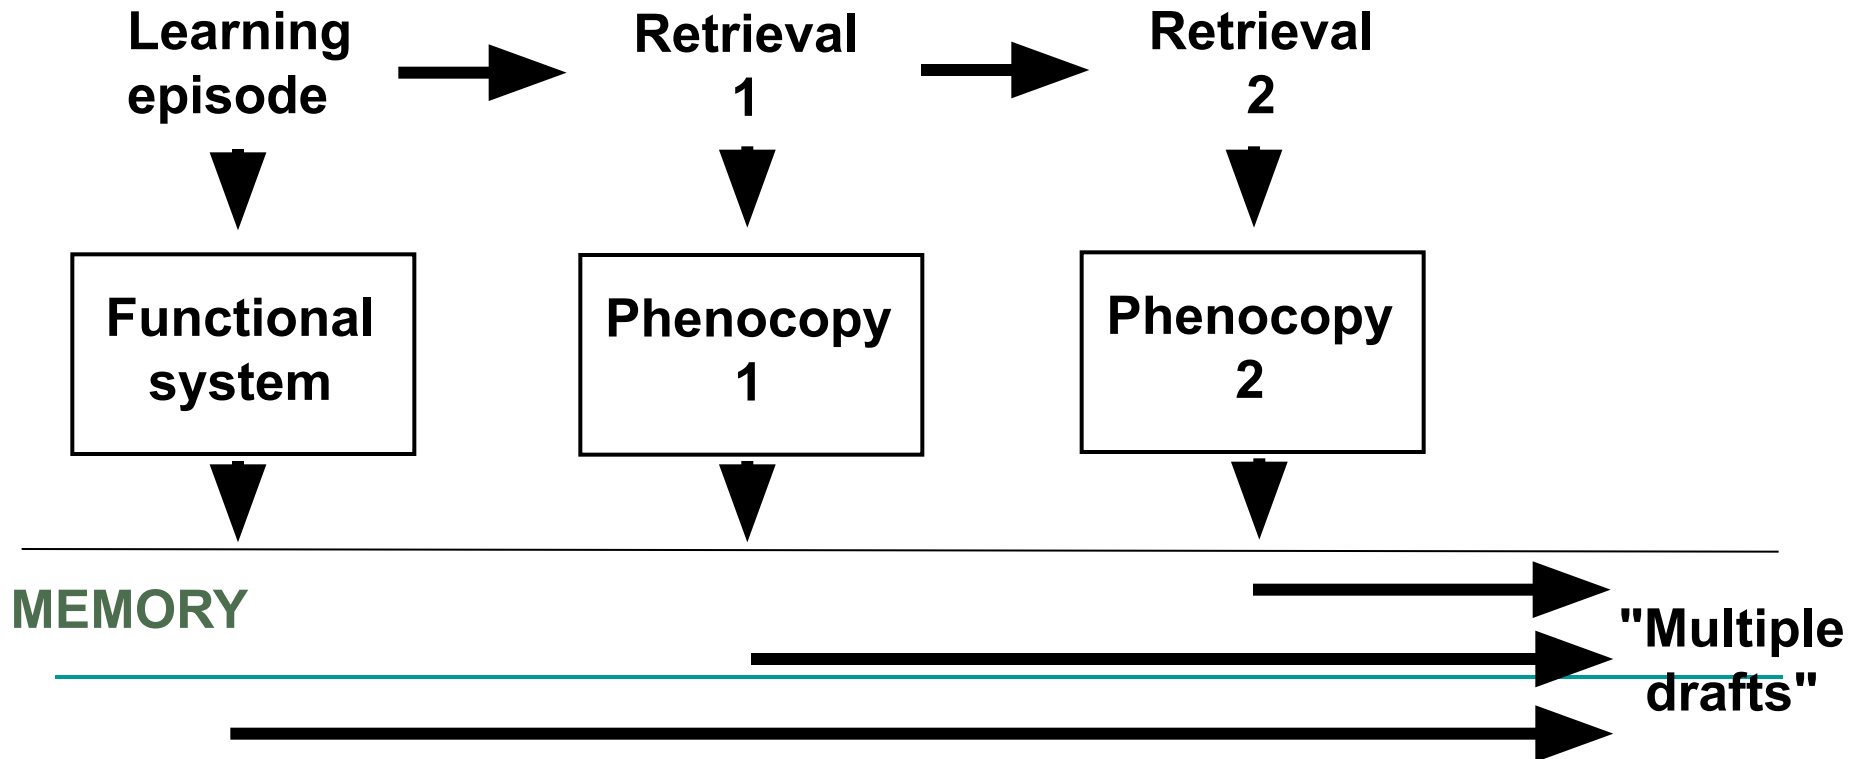 Learning
episode
Retrieval
1
Retrieval
2
Functional
system
Phenocopy
1
Phenocopy
2
MEMORY
"Multiple
drafts"